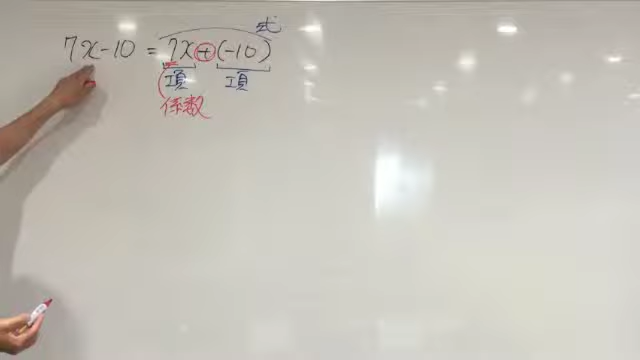 式
7x-10 = 7x+(-10)
項 項
係数